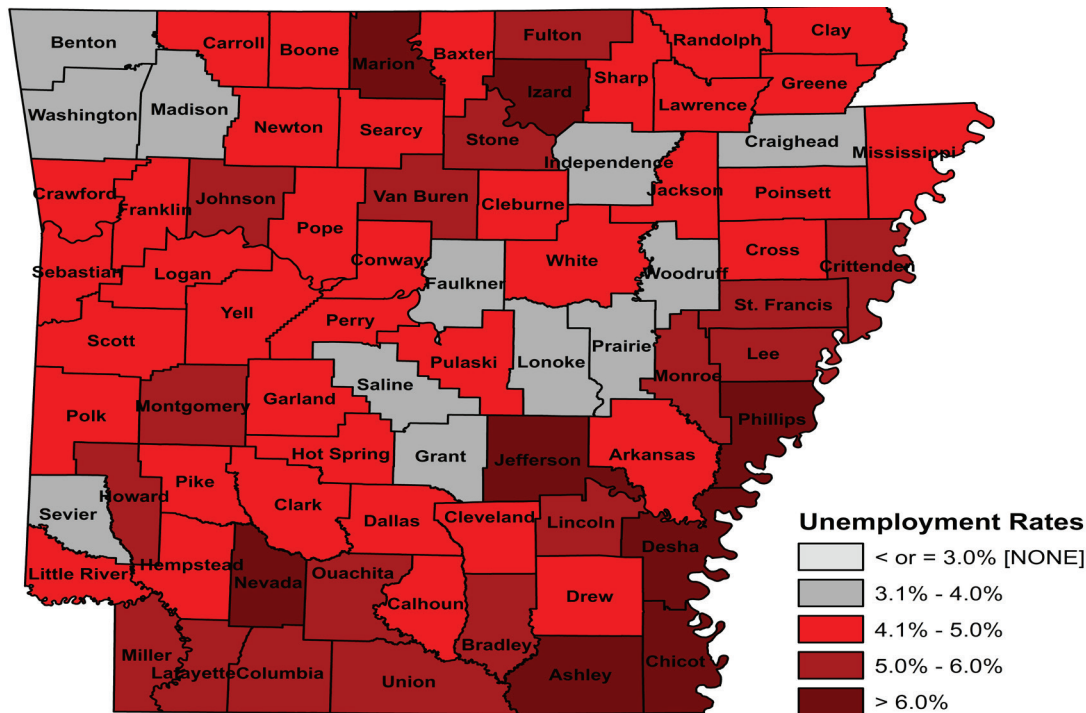 Benton
Carroll
Boone
Marion
Baxter
Fulton
Randolph
Clay
Izard
Sharp
Greene
Lawrence
Washington
Madison
Newton
Searcy
Stone
Independence
Craighead
Mississippi
Crawford
Franklin
Johnson
Pope
Van Buren
Cleburne
Jackson
Poinsett
Sebastian
Logan
Conway
Faulkner
White
Woodruff
Cross
Crittenden
St. Francis
Yell
Scott
Perry
Pulaski
Lonoke
Prairie
Lee
Monroe
Polk
Montgomery
Garland
Saline
Phillips
Hot Spring
Grant
Jefferson
Arkansas
Howard
Pike
Clark
Sevier
Dallas
Cleveland
Lincoln
Desha
Little River
Hempstead
Nevada
Ouachita
Calhoun
Drew
Bradley
Miller
Lafayette
Columbia
Union
Ashley
Chicot
Unemployment Rates
< or = 3.0% [NONE]
3.1% - 4.0%
4.1% - 5.0%
5.0% - 6.0%
> 6.0%